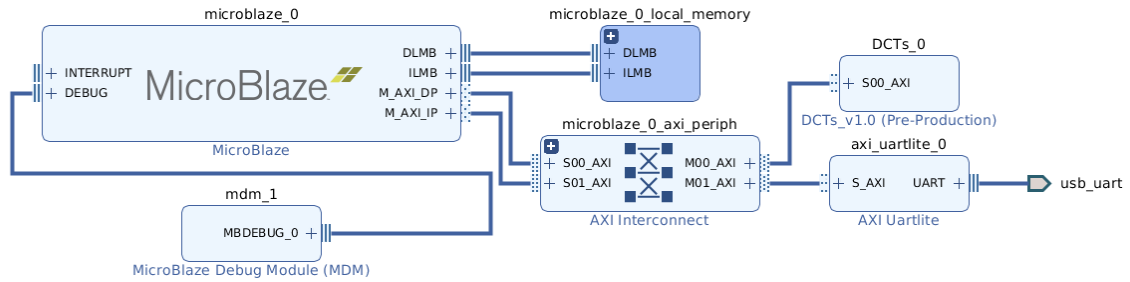 microblaze_0
INTERRUPT
DEBUG
MicroBlaze
DLMB
ILMB
M_AXI_DP
M_AXI_IP
MicroBlaze
microblaze_0_local_memory
DLMB
ILMB
DCTs_0
S00_AXI
DCTs_v1.0 (Pre-Production)
microblaze_0_axi_periph
S00_AXI
S01_AXI
M00_AXI
M01_AXI
AXI Interconnect
axi_uartlite_0
S_AXI
UART
AXI Uartlite
usb_uart
mdm_1
MBDEBUG_0
MicroBlaze Debug Module (MDM)